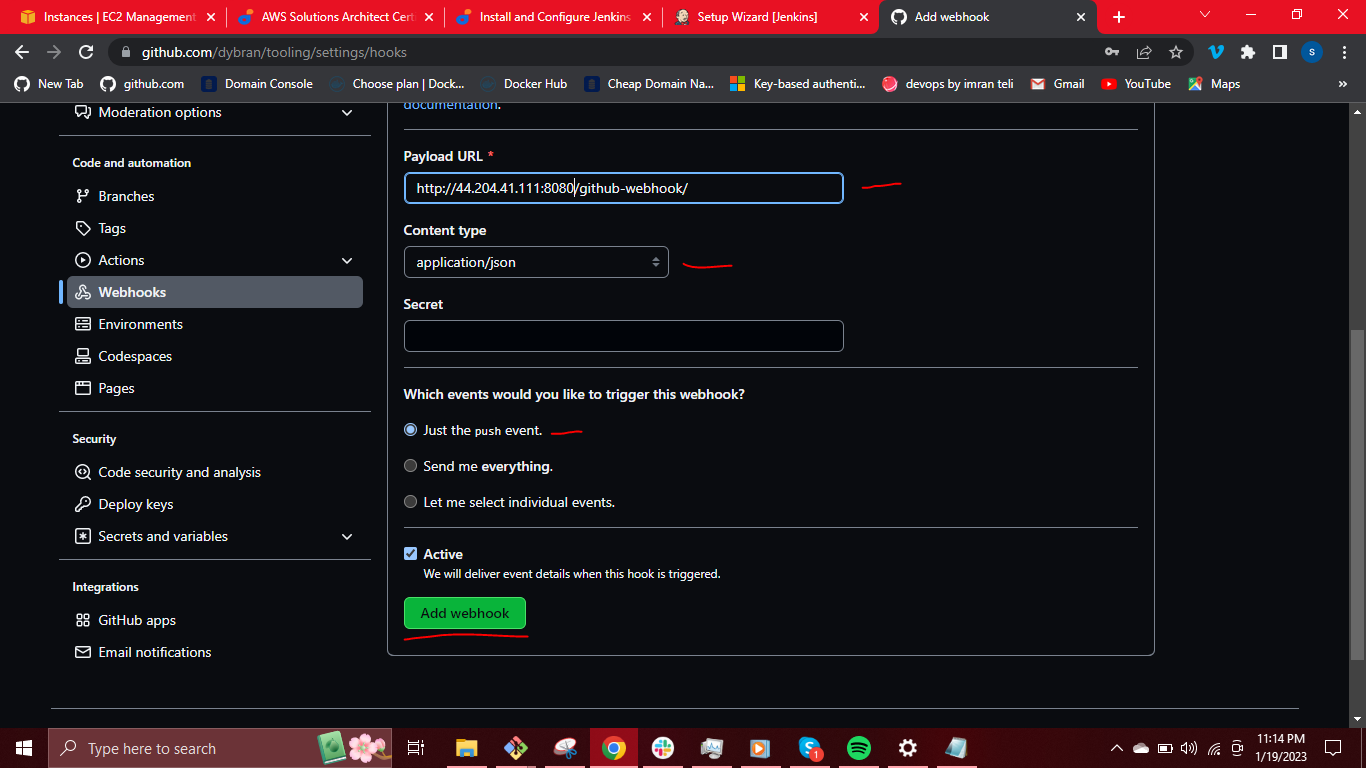 Instances | EC2 Management
AWS Solutions Architect Cert
Install and Configure Jenkins
Setup Wizard [Jenkins]
Add webhook
github.com/dybran/tooling/settings/hooks
S
New Tab
github.com
Domain Console
Choose plan | Dock...
Docker Hub
Cheap Domain Na...
Key-based authenti...
devops by imran teli
Gmail
YouTube
Maps
»
Moderation options
Code and automation
Branches
Tags
Actions
Webhooks
Environments
Codespaces
Pages
Security
Code security and analysis
Deploy keys
Secrets and variables
Integrations
GitHub apps
Email notifications
documentation.
Payload URL *
http://44.204.41.111:8080/github-webhook/
Content type
application/json
Secret
Which events would you like to trigger this webhook?
Just the push event.
Send me everything.
Let me select individual events.
Active
We will deliver event details when this hook is triggered.
Add webhook
Type here to search
1
11:14 PM
1/19/2023